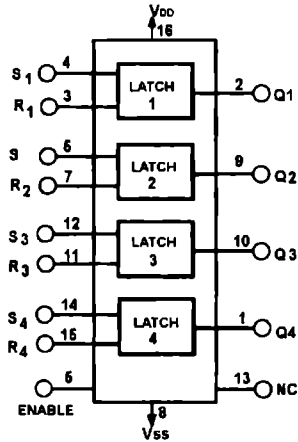 VDD
16
S1 4
R1 3
LATCH
1
2 Q1
S 6
R2 7
LATCH
2
9 Q2
S3 12
R3 11
LATCH
3
10 Q3
S4 14
R4 15
LATCH
4
1 Q4
5
ENABLE
13 NC
8
VSS